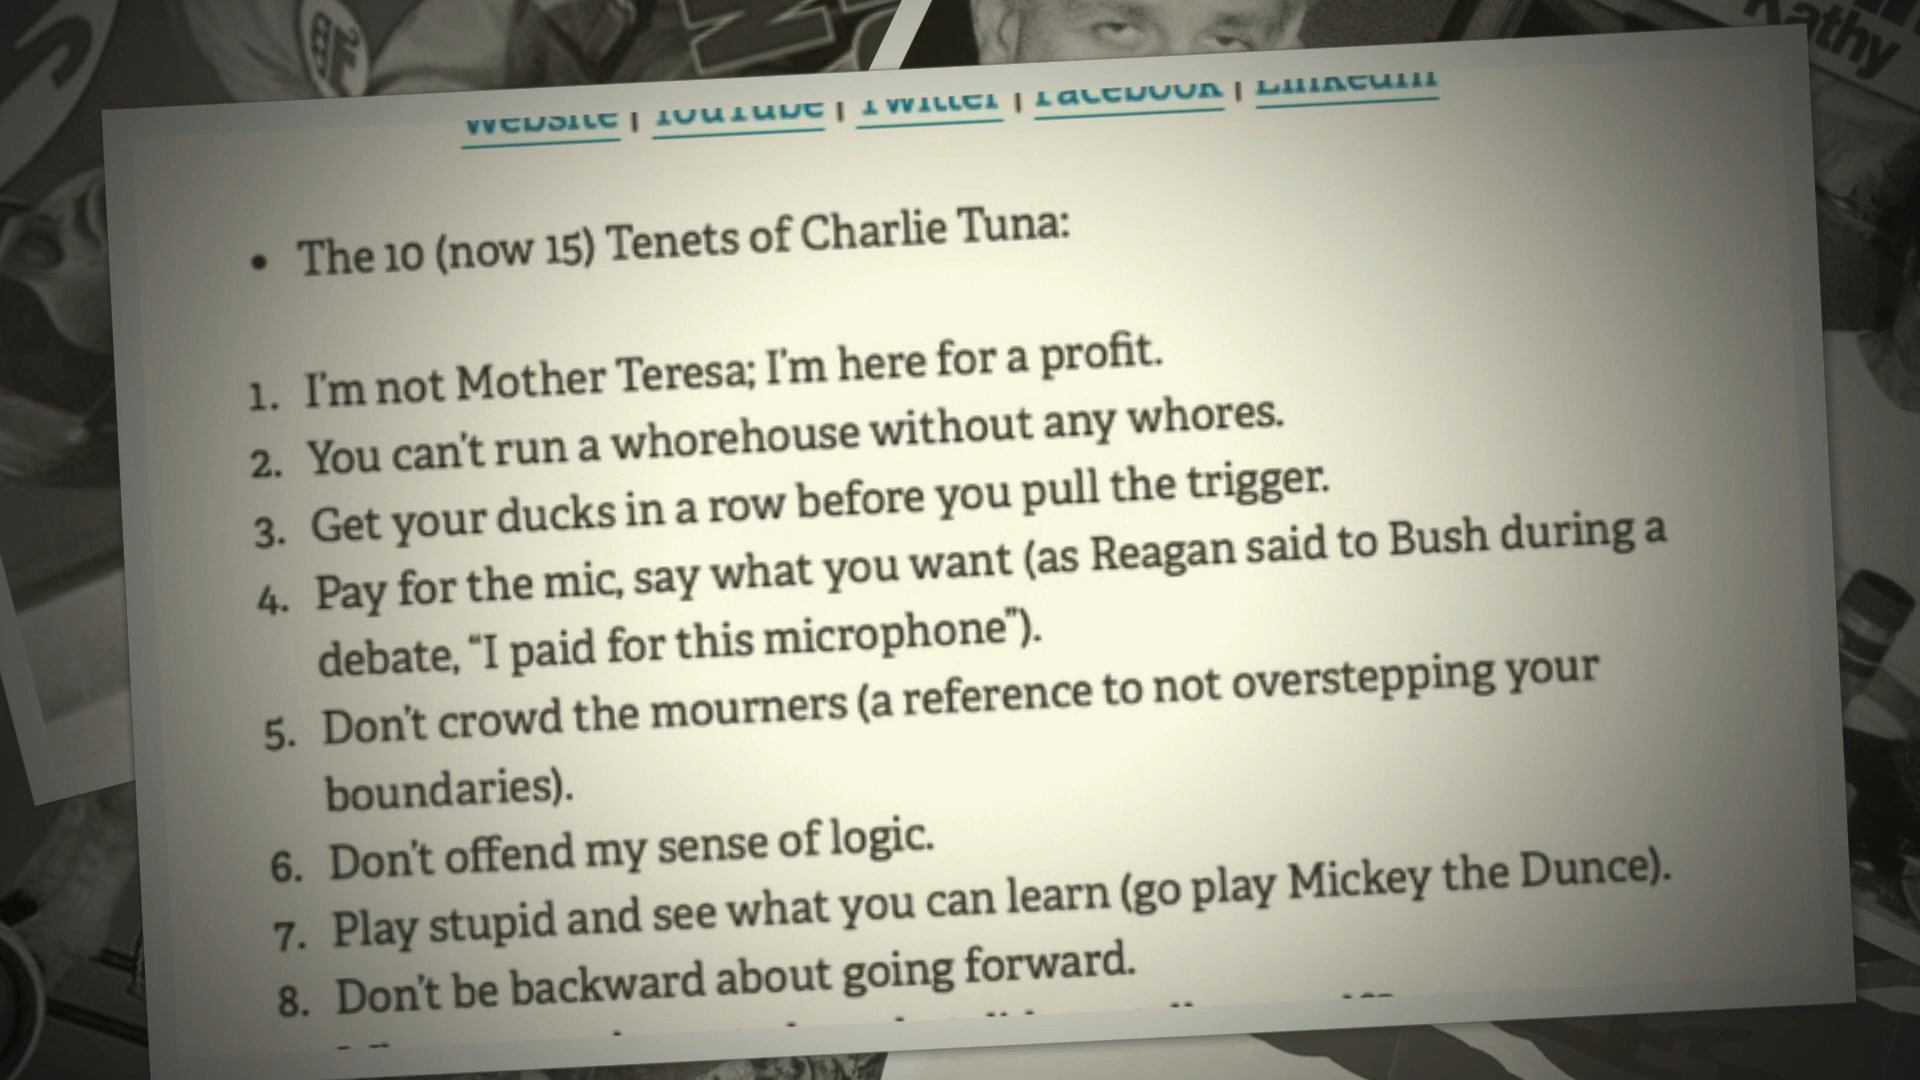 Website | YouTube | Twitter | Facebook | LinkedIn
Kathy
• The 10 (now 15) Tenets of Charlie Tuna:
1. I'm not Mother Teresa; I'm here for a profit.
2. You can't run a whorehouse without any whores.
3. Get your ducks in a row before you pull the trigger.
4. Pay for the mic, say what you want (as Reagan said to Bush during a
debate, “I paid for this microphone”).
5. Don't crowd the mourners (a reference to not overstepping your
boundaries).
6. Don't offend my sense of logic.
7. Play stupid and see what you can learn (go play Mickey the Dunce).
8. Don't be backward about going forward.